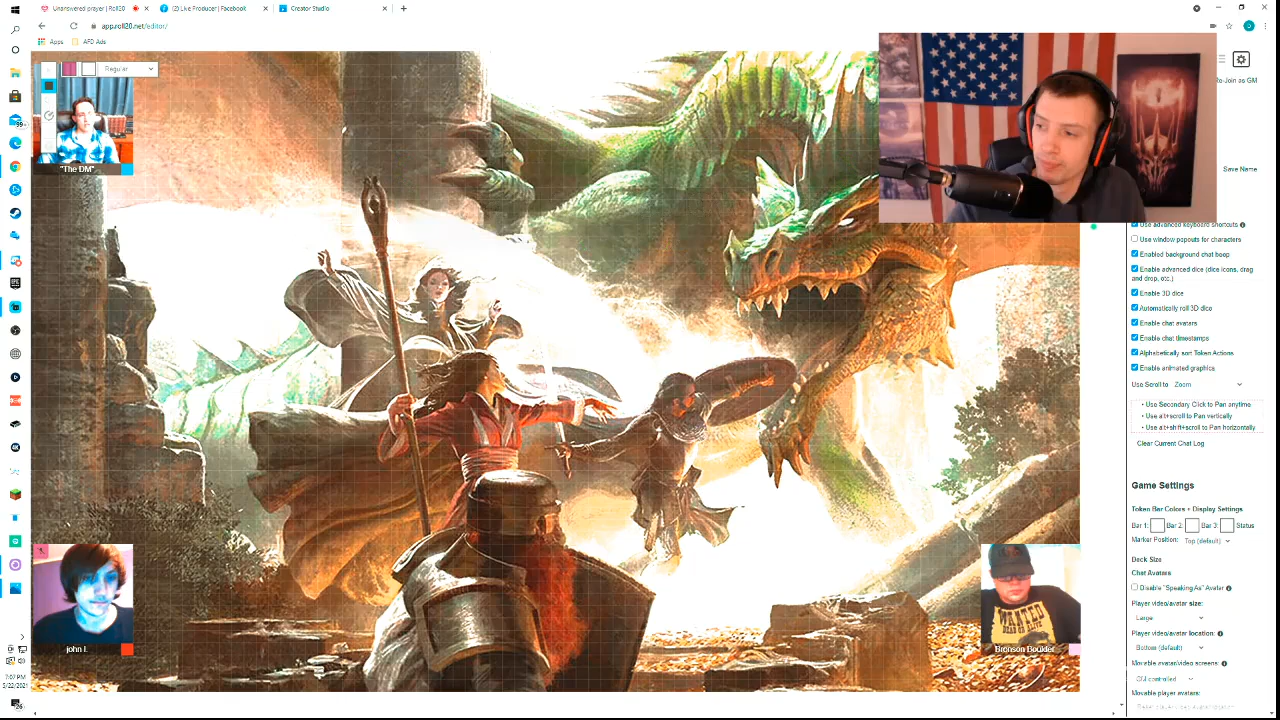 Unanswered prayer | Roll20
(2) Live Producer | Facebook
Creator Studio
app.roll20.net/editor/
Apps
AFD Ads
Regular
"The DM"
Re-Join as GM
Save Name
Use advanced keyboard shortcuts
Use window popouts for characters
Enabled background chat beep
Enable advanced dice (dice icons, drag
and drop, etc.)
Enable 3D dice
Automatically roll 3D dice
Enable chat avatars
Enable chat timestamps
Alphabetically sort Token Actions
Enable animated graphics
Use Scroll to Zoom
• Use Secondary Click to Pan anytime
• Use alt+scroll to Pan vertically
• Use alt+shift+scroll to Pan horizontally
Clear Current Chat Log
Game Settings
Token Bar Colors + Display Settings
Bar 1: Bar 2: Bar 3: Status
Marker Position: Top (default)
Deck Size
Chat Avatars
Disable "Speaking As" Avatar
Player video/avatar size:
Large
Player video/avatar location:
Bottom (default)
Movable avatar/video screens:
GM controlled
Movable player avatars:
john l.
WANTED
DEAD OR ALIVE
Bronson Boulder
7:07 PM
5/22/2021